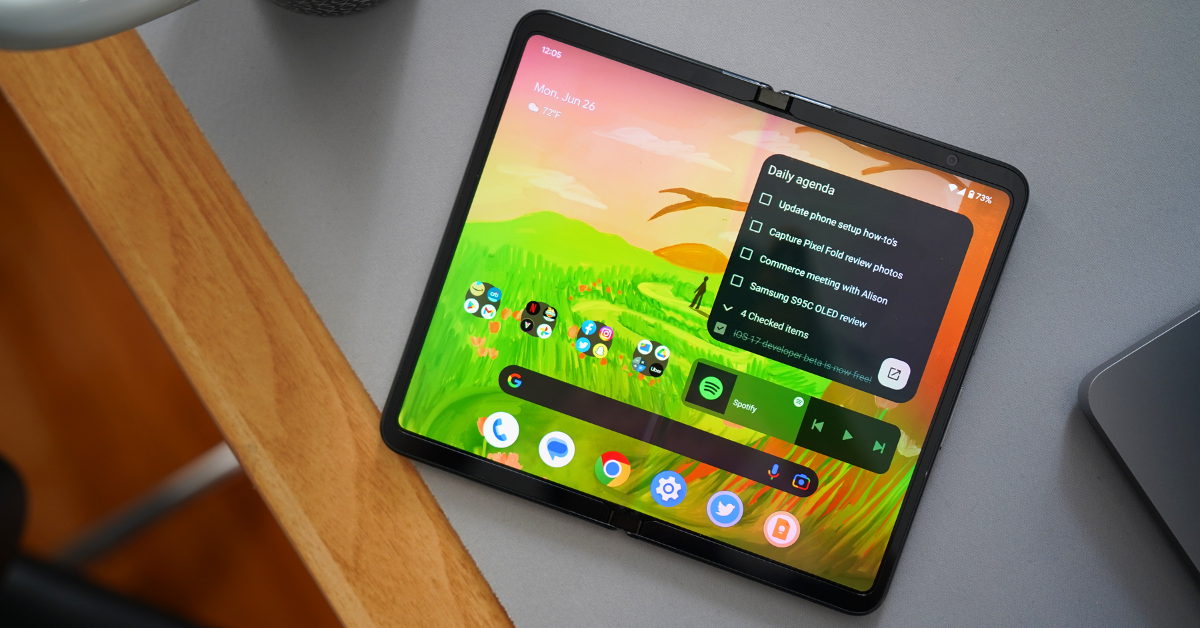 12:05
Mon, Jun 26
72°F
73%
Daily agenda
Update phone setup how-to's
Capture Pixel Fold review photos
Commerce meeting with Alison
Samsung S95C OLED review
4 Checked items
iOS 17 developer beta is now free!
Spotify
Uber